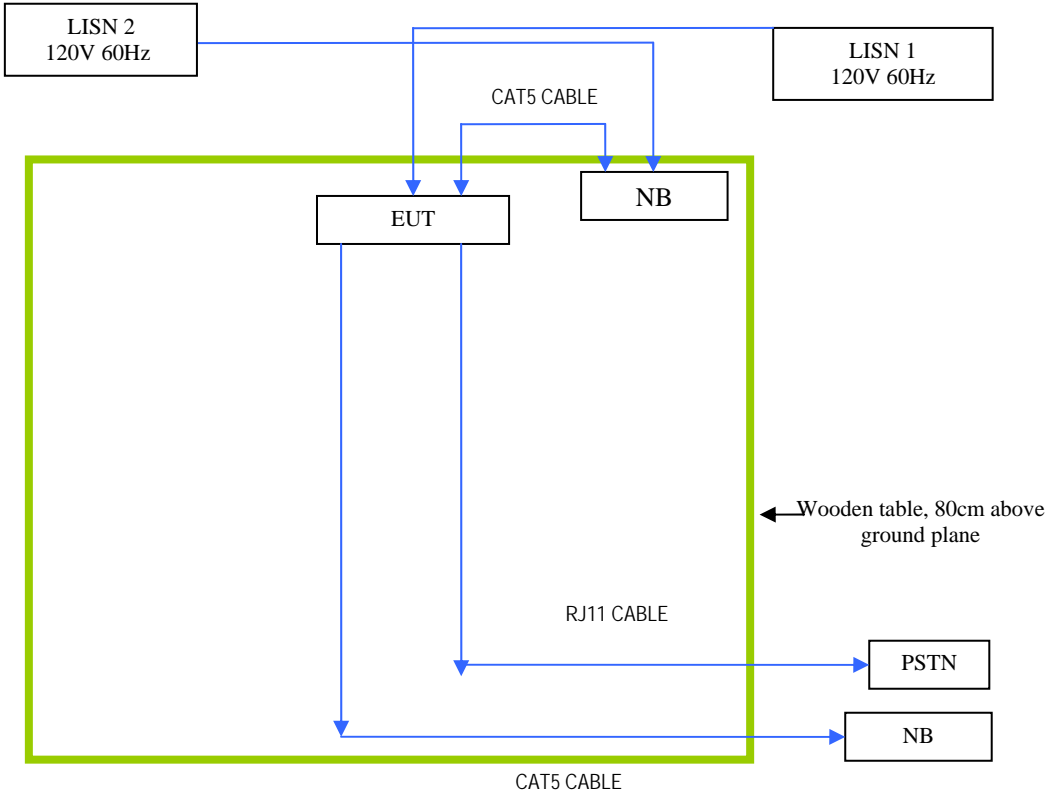 LISN 2
120V 60Hz
LISN 1
120V 60Hz
CAT5 CABLE
NB
EUT
Wooden table, 80cm above
ground plane
RJ11 CABLE
PSTN
NB
CAT5 CABLE